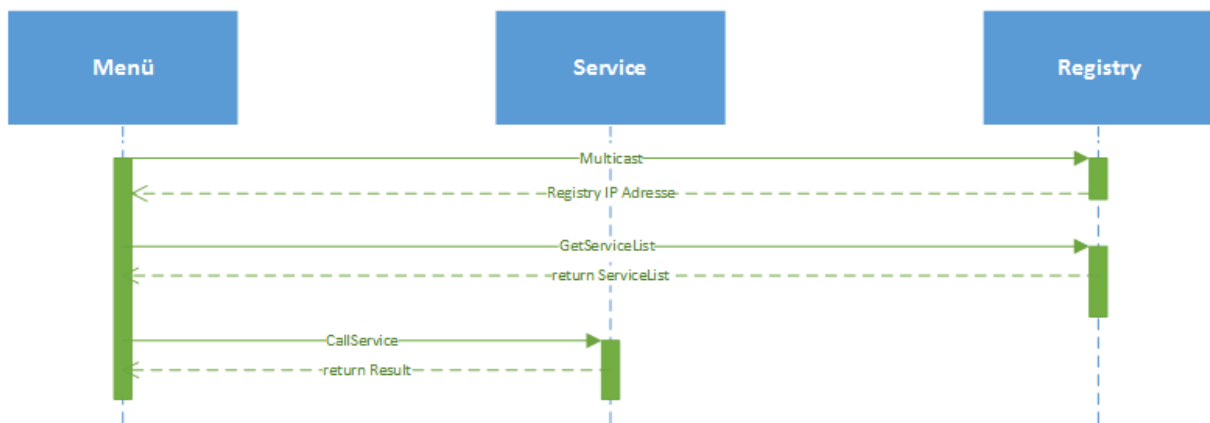 Menü
Service
Registry
Multicast
Registry IP Adresse
GetServiceList
return ServiceList
CallService
return Result